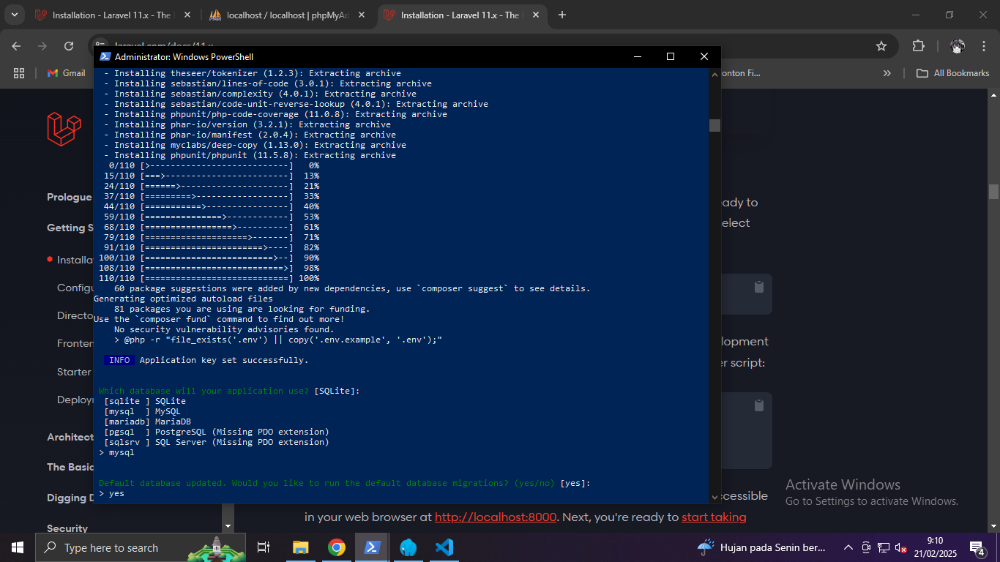 Installation - Laravel 11.x - The
localhost / localhost | phpMyAd
Installation - Laravel 11.x - The
laravel.com/docs/11.x
Gmail
onton Fi...
All Bookmarks
Administrator: Windows PowerShell
- Installing theseer/tokenizer (1.2.3): Extracting archive
- Installing sebastian/lines-of-code (3.0.1): Extracting archive
- Installing sebastian/complexity (4.0.1): Extracting archive
- Installing sebastian/code-unit-reverse-lookup (4.0.1): Extracting archive
- Installing phpunit/php-code-coverage (11.0.8): Extracting archive
- Installing phar-io/version (3.2.1): Extracting archive
- Installing phar-io/manifest (2.0.4): Extracting archive
- Installing myclabs/deep-copy (1.13.0): Extracting archive
- Installing phpunit/phpunit (11.5.8): Extracting archive
0/110 [>---------------------------]   0%
15/110 [===>------------------------]  13%
24/110 [======>---------------------]  21%
37/110 [=========>------------------]  33%
44/110 [===========>----------------]  40%
59/110 [===============>------------]  53%
68/110 [=================>----------]  61%
79/110 [====================>-------]  71%
91/110 [=======================>----]  82%
100/110 [=========================>--]  90%
108/110 [===========================>]  98%
110/110 [============================] 100%
60 package suggestions were added by new dependencies, use `composer suggest` to see details.
Generating optimized autoload files
81 packages you are using are looking for funding.
Use the `composer fund` command to find out more!
No security vulnerability advisories found.
> @php -r "file_exists('.env') || copy('.env.example', '.env');"
INFO Application key set successfully.
Which database will your application use? [SQLite]:
[sqlite ] SQLite
[mysql  ] MySQL
[mariadb] MariaDB
[pgsql  ] PostgreSQL (Missing PDO extension)
[sqlsrv ] SQL Server (Missing PDO extension)
> mysql
Default database updated. Would you like to run the default database migrations? (yes/no) [yes]:
> yes
Prologue
Getting S
Installa
Configu
Directo
Fronten
Starter
Deployn
Architect
The Basic
Digging D
Security
ady to
elect
elopment
er script:
ccessible
in your web browser at http://localhost:8000. Next, you're ready to start taking
Activate Windows
Go to Settings to activate Windows.
Type here to search
Hujan pada Senin ber...
9:10
21/02/2025
4